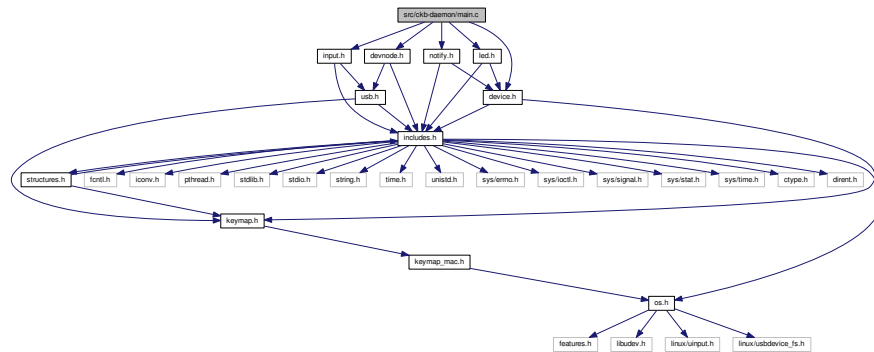 src/ckb-daemon/main.c
input.h
devnode.h
notify.h
led.h
usb.h
device.h
includes.h
structures.h
fcntl.h
iconv.h
pthread.h
stdlib.h
stdio.h
string.h
time.h
unistd.h
sys/errno.h
sys/ioctl.h
sys/signal.h
sys/stat.h
sys/time.h
ctype.h
dirent.h
keymap.h
keymap_mac.h
os.h
features.h
libudev.h
linux/uinput.h
linux/usbdevice_fs.h